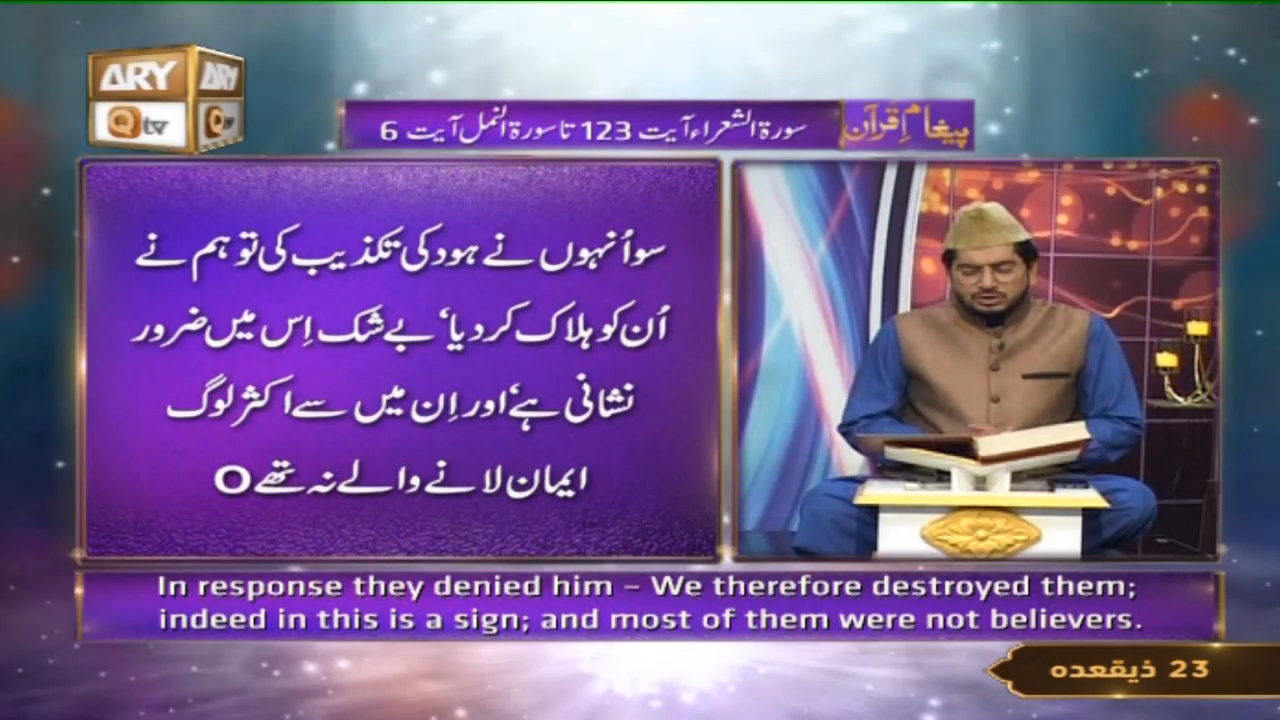 ARY
ARY
Qtv
Q tv
پیغام قرآن
سورۃ الشعراء آیت 123 تا سورۃ النمل آیت 6
سو اُنہوں نے ہود کی تکذیب کی تو ہم نے
اُن کو ہلاک کر دیا‘ بے شک اِس میں ضرور
نشانی ہے‘ اور اِن میں سے اکثر لوگ
ایمان لانے والے نہ تھے O
In response they denied him – We therefore destroyed them;
indeed in this is a sign; and most of them were not believers.
23 ذیقعدہ